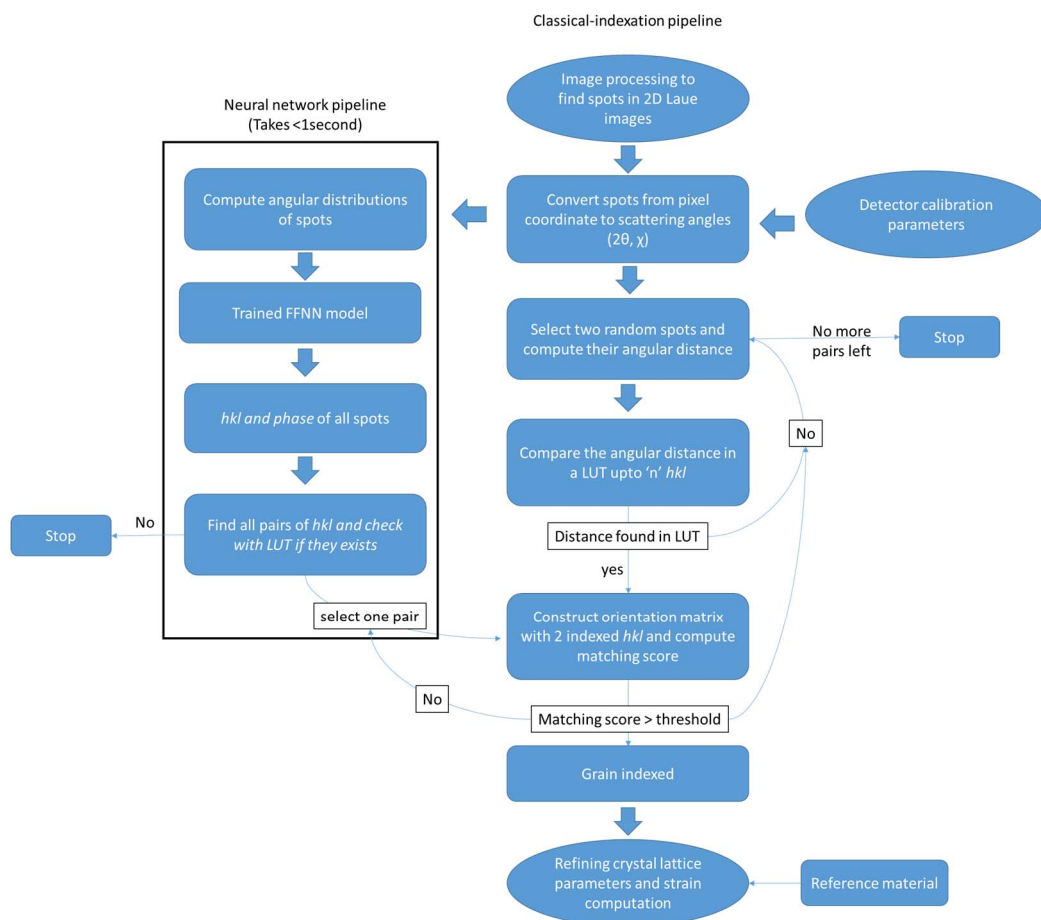 Classical-indexation pipeline
Image processing to
find spots in 2D Laue
images
Neural network pipeline
(Takes <1second)
Compute angular distributions
of spots
Convert spots from pixel
coordinate to scattering angles
(2θ, χ)
Detector calibration
parameters
Trained FFNN model
Select two random spots and
compute their angular distance
No more
pairs left
Stop
hkl and phase of all spots
Compare the angular distance in
a LUT upto ‘n’ hkl
No
Stop
No
Find all pairs of hkl and check
with LUT if they exists
Distance found in LUT
yes
select one pair
Construct orientation matrix
with 2 indexed hkl and compute
matching score
No
Matching score > threshold
Grain indexed
Refining crystal lattice
parameters and strain
computation
Reference material